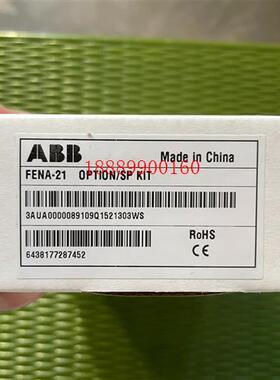 ABB
Made in China
18889900160
FENA-21 OPTION/SP KIT
3AUA0000089109Q1521303WS
RoHS
CE
6438177287452